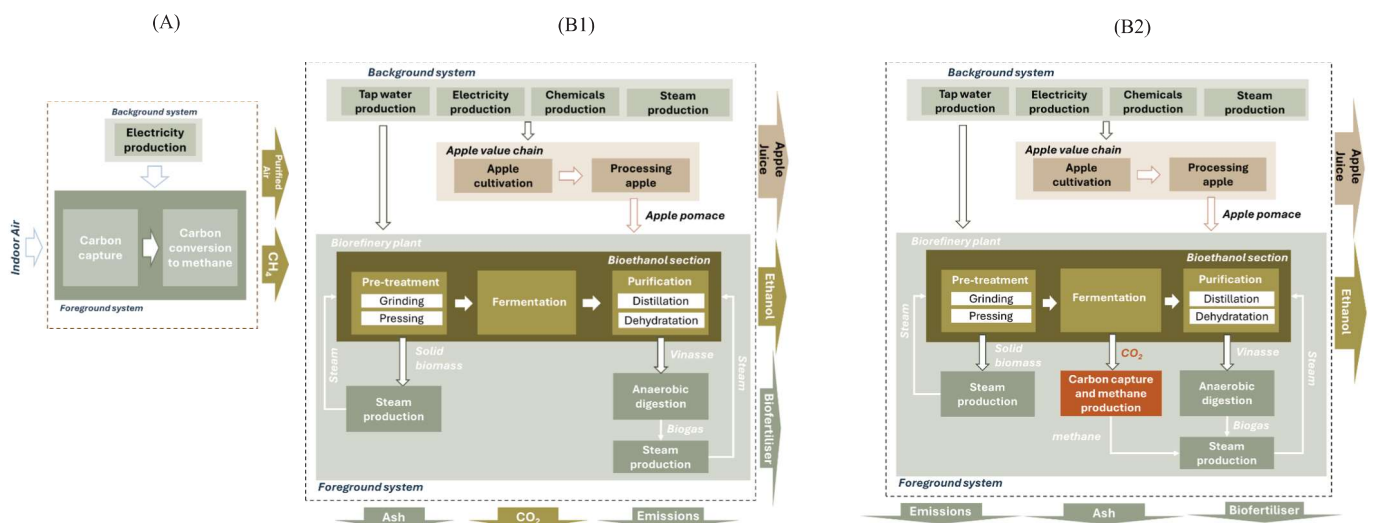 (A)
Background system
Electricity
production
Indoor Air
Carbon
capture
Carbon
conversion
to methane
Foreground system
Purified
Air
CH4
(B1)
Background system
Tap water
production
Electricity
production
Chemicals
production
Steam
production
Apple value chain
Apple
cultivation
Processing
apple
Apple pomace
Biorefinery plant
Bioethanol section
Pre-treatment
Grinding
Pressing
Fermentation
Purification
Distillation
Dehydratation
Steam
Solid
biomass
Vinasse
Steam
Steam
production
Anaerobic
digestion
Biogas
Steam
production
Foreground system
Apple
Juice
Ethanol
Biofertiliser
Ash
CO2
Emissions
(B2)
Background system
Tap water
production
Electricity
production
Chemicals
production
Steam
production
Apple value chain
Apple
cultivation
Processing
apple
Apple pomace
Biorefinery plant
Bioethanol section
Pre-treatment
Grinding
Pressing
Fermentation
Purification
Distillation
Dehydratation
Steam
Solid
biomass
CO2
Vinasse
Steam
Steam
production
Carbon capture
and methane
production
Anaerobic
digestion
methane
Biogas
Steam
production
Foreground system
Apple
Juice
Ethanol
Emissions
Ash
Biofertiliser